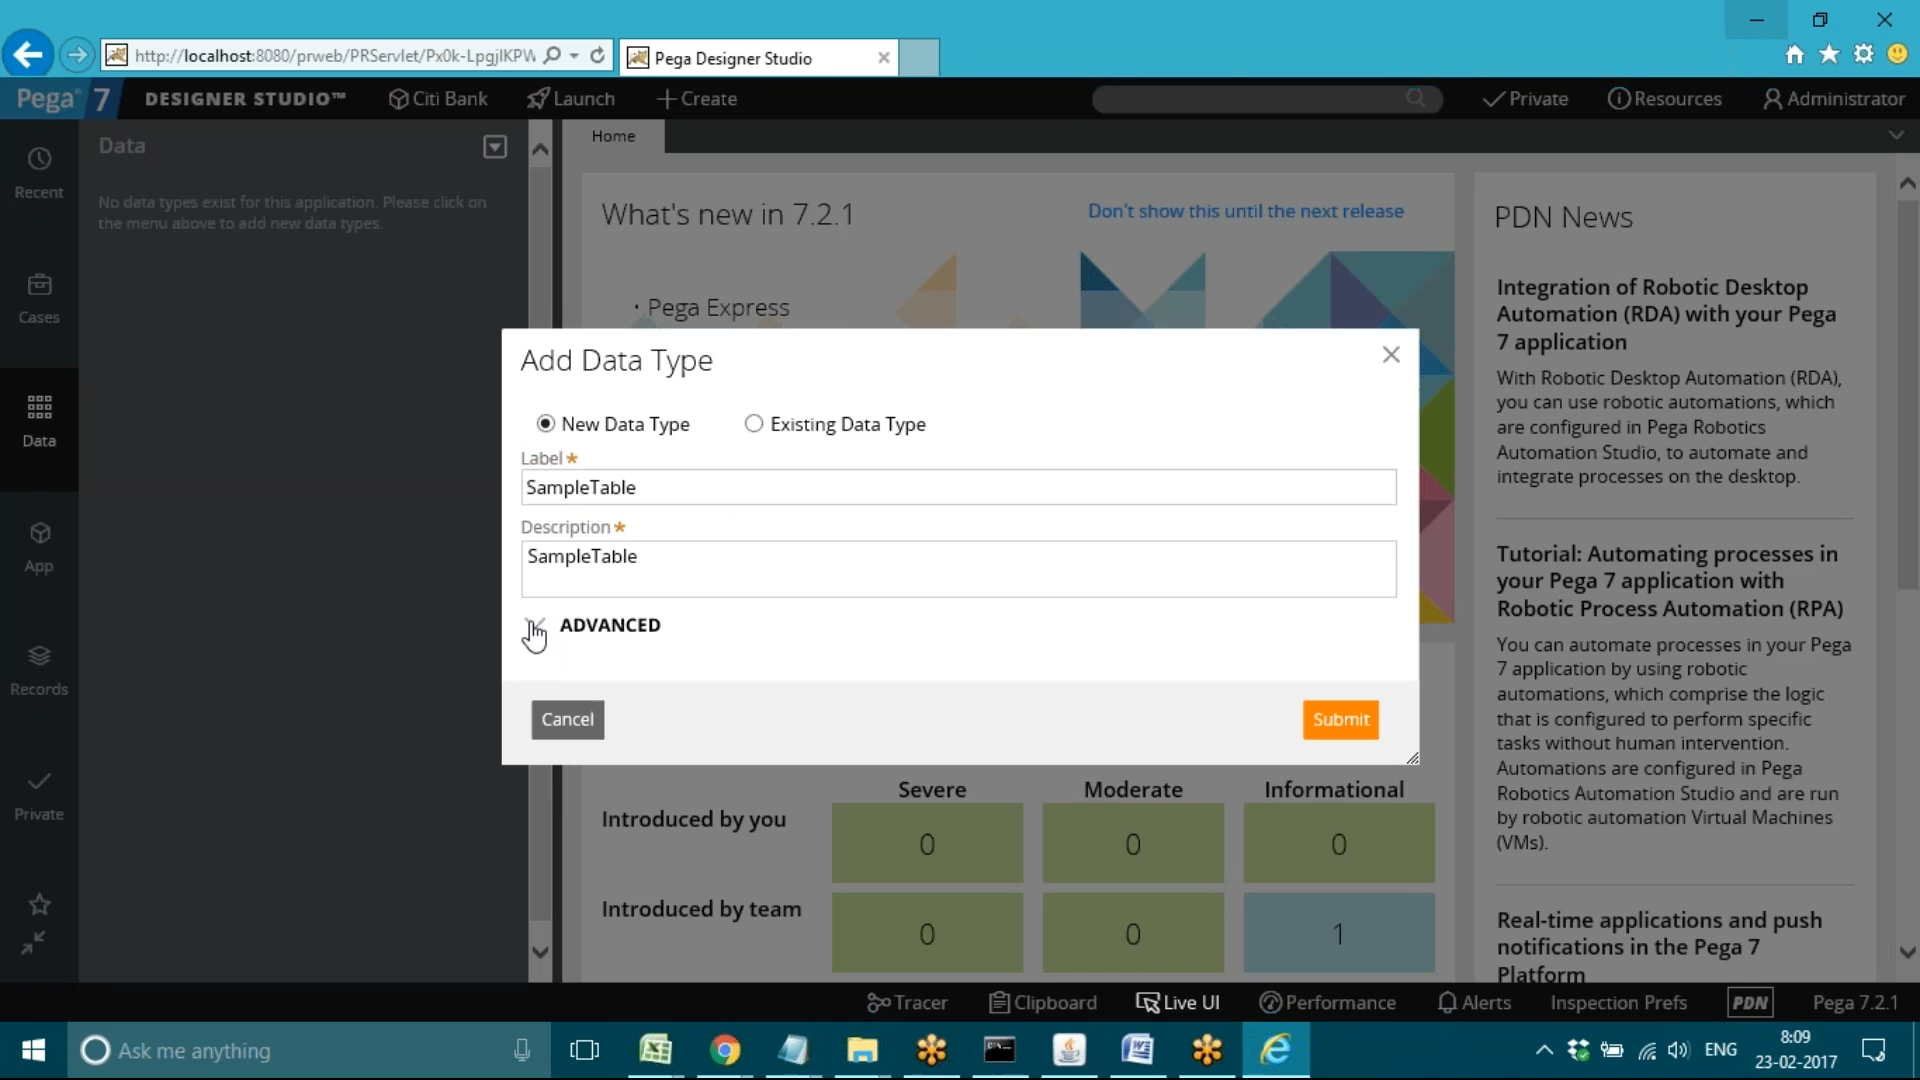 http://localhost:8080/prweb/PRServlet/Px0k-LpgjlKPW
Pega Designer Studio
Pega 7
DESIGNER STUDIO™
Citi Bank
Launch
Create
Private
Resources
Administrator
Recent
Cases
Data
App
Records
Private
Data
No data types exist for this application. Please click on
the menu above to add new data types.
Home
What's new in 7.2.1
Don't show this until the next release
· Pega Express
Add Data Type
New Data Type
Existing Data Type
Label*
SampleTable
Description*
SampleTable
ADVANCED
Cancel
Submit
Severe
Moderate
Informational
Introduced by you
0
0
0
Introduced by team
0
0
1
PDN News
Integration of Robotic Desktop
Automation (RDA) with your Pega
7 application
With Robotic Desktop Automation (RDA),
you can use robotic automations, which
are configured in Pega Robotics
Automation Studio, to automate and
integrate processes on the desktop.
Tutorial: Automating processes in
your Pega 7 application with
Robotic Process Automation (RPA)
You can automate processes in your Pega
7 application by using robotic
automations, which comprise the logic
that is configured to perform specific
tasks without human intervention.
Automations are configured in Pega
Robotics Automation Studio and are run
by robotic automation Virtual Machines
(VMs).
Real-time applications and push
notifications in the Pega 7
Platform
Tracer
Clipboard
Live UI
Performance
Alerts
Inspection Prefs
PDN
Pega 7.2.1
Ask me anything
ENG
8:09
23-02-2017